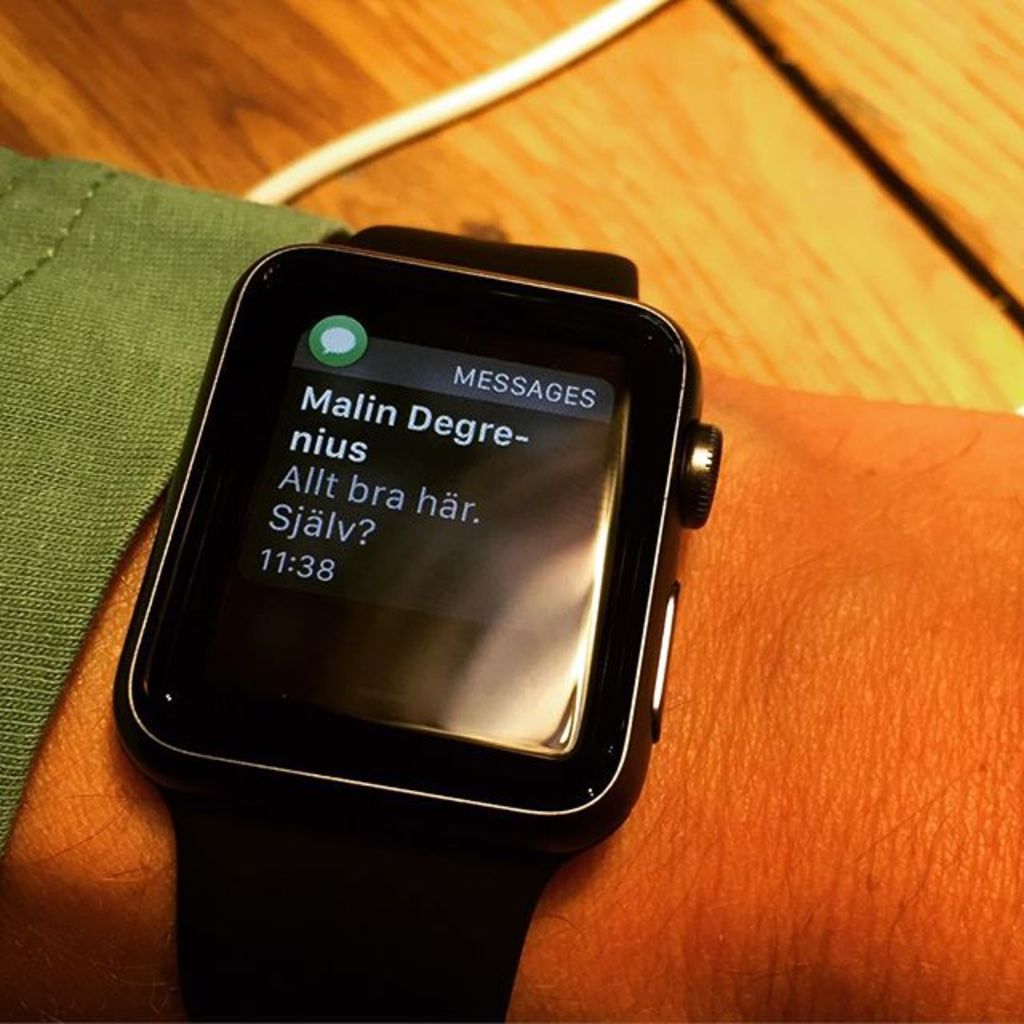 MESSAGES
Malin Degre-
nius
Allt bra här.
Själv?
11:38